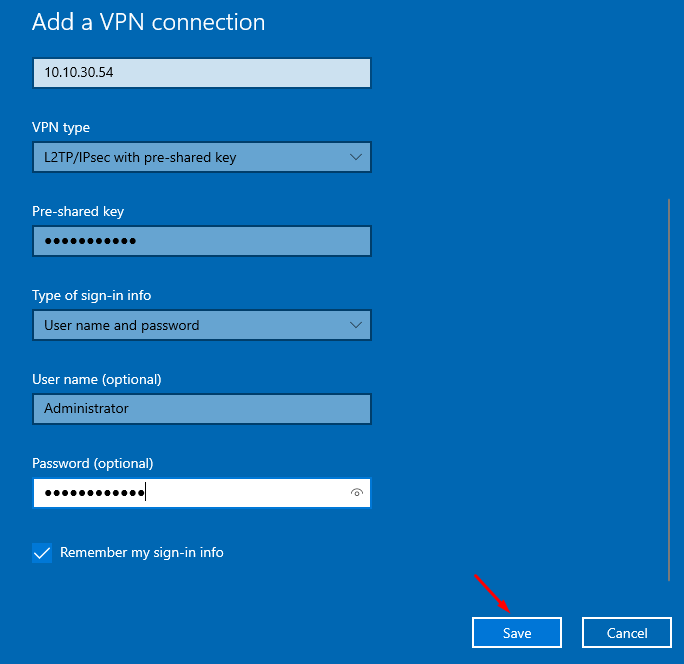 Add a VPN connection
10.10.30.54
VPN type
L2TP/IPsec with pre-shared key
Pre-shared key
●●●●●●●●●●●
Type of sign-in info
User name and password
User name (optional)
Administrator
Password (optional)
●●●●●●●●●●●●
Remember my sign-in info
Save Cancel